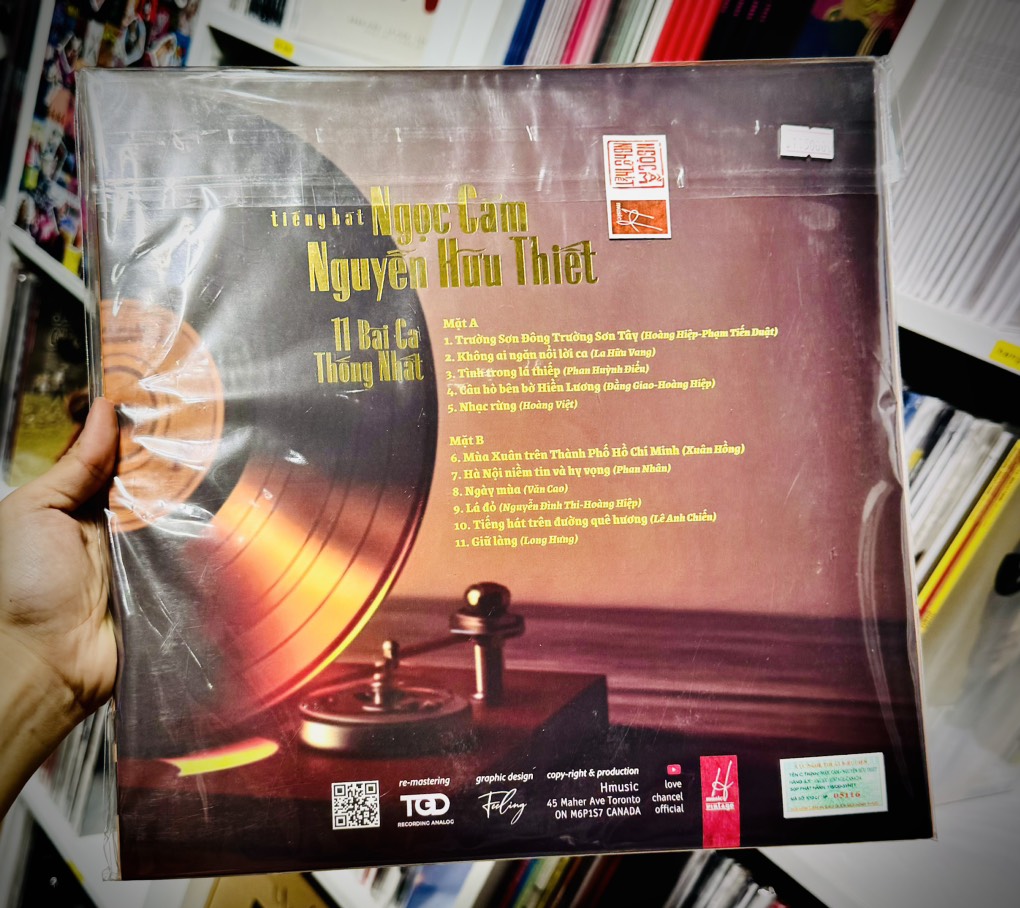 tiếng hát Ngọc Cẩm
Nguyễn Hữu Thiết
11 Bài Ca
Thống Nhất
NGỌC CẨM
Mặt A
1. Trường Sơn Đông Trường Sơn Tây (Hoàng Hiệp-Phạm Tiến Duật)
2. Không ai ngăn nổi lời ca (La Hữu Vang)
3. Tình trong lá thiếp (Phan Huỳnh Điểu)
4. Câu hò bên bờ Hiền Lương (Đằng Giao-Hoàng Hiệp)
5. Nhạc rừng (Hoàng Việt)
Mặt B
6. Mùa Xuân trên Thành Phố Hồ Chí Minh (Xuân Hồng)
7. Hà Nội niềm tin và hy vọng (Phan Nhân)
8. Ngày mùa (Văn Cao)
9. Lá đỏ (Nguyễn Đình Thi-Hoàng Hiệp)
10. Tiếng hát trên đường quê hương (Lê Anh Chiến)
11. Giữ làng (Long Hưng)
re-mastering
TGD
RECORDING ANALOG
graphic design
Feeling
copy-right & production
Hmusic
45 Maher Ave Toronto
ON M6P1S7 CANADA
love
chancel
official
H
music
vintage
05116